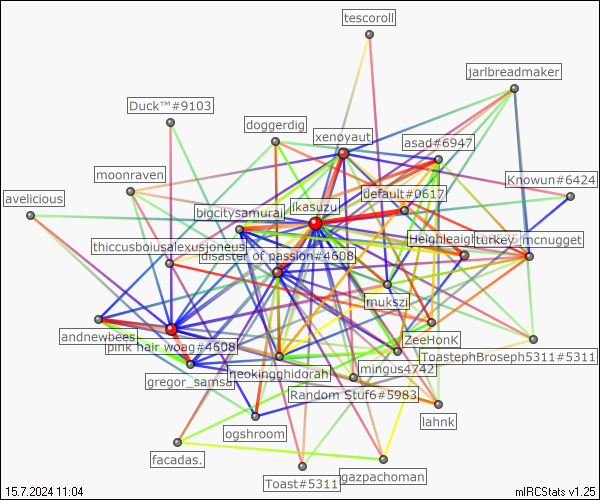 tescoroll
jarlbreadmaker
Duck™#9103
doggerdig
xenoyaut
asad#6947
moonraven
Knowun#6424
avelicious
default#0617
ikasuzu
bigcitysamurai
thiccusboiusalexusjoneus
turkey_mcnugget
disaster of passion#4608
mukszi
andnewbees
pink hair woag#4608
ZeeHonK
ToastephBroseph5311#5311
gregor_samsa
neokingghidorah
mingus4742
Random Stuf6#5983
lahnk
ogshroom
facadas.
Toast#5311
gazpachoman
15.7.2024 11:04
mIRCStats v1.25